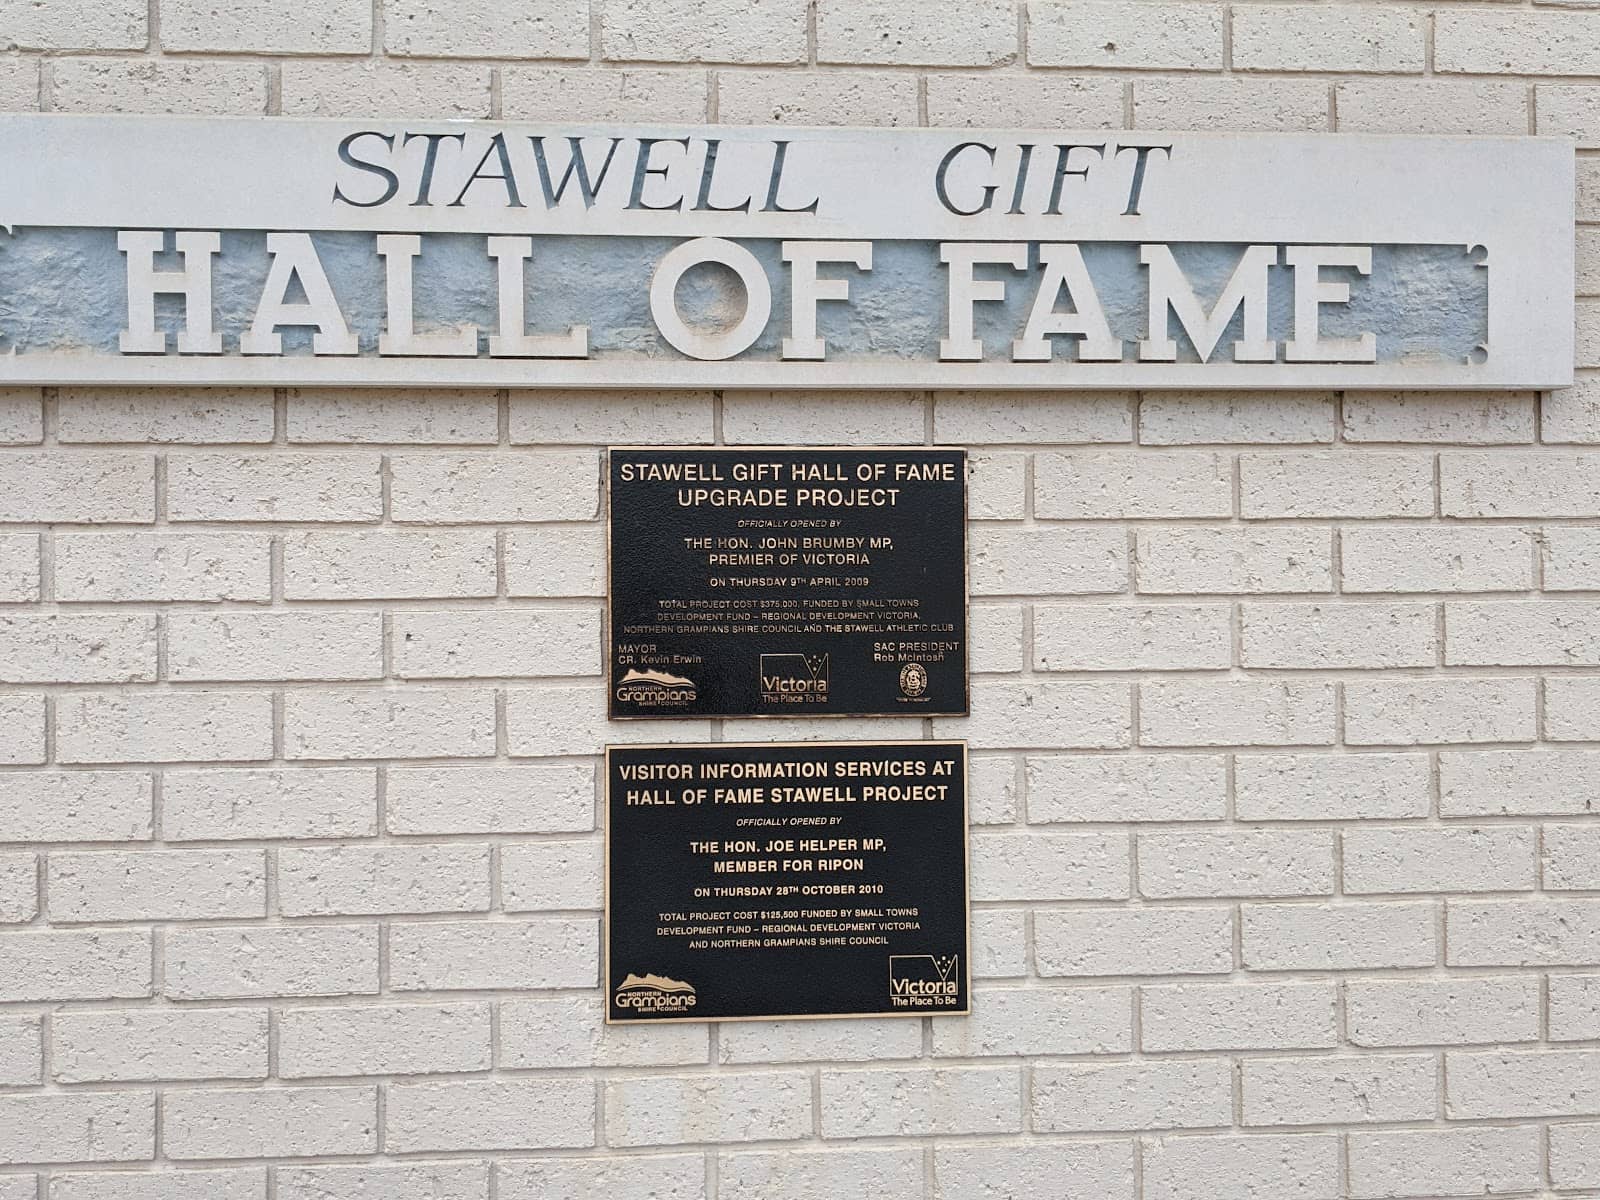 STAWELL GIFT
HALL OF FAME
STAWELL GIFT HALL OF FAME
UPGRADE PROJECT
OFFICIALLY OPENED BY
THE HON. JOHN BRUMBY MP,
PREMIER OF VICTORIA
ON THURSDAY 9TH APRIL 2009
TOTAL PROJECT COST $375,000, FUNDED BY SMALL TOWNS
DEVELOPMENT FUND – REGIONAL DEVELOPMENT VICTORIA,
NORTHERN GRAMPIANS SHIRE COUNCIL AND THE STAWELL ATHLETIC CLUB
MAYOR
CR. Kevin Erwin
SAC PRESIDENT
Rob McIntosh
NORTHERN
Grampians
SHIRE COUNCIL
Victoria
The Place To Be
VISITOR INFORMATION SERVICES AT
HALL OF FAME STAWELL PROJECT
OFFICIALLY OPENED BY
THE HON. JOE HELPER MP,
MEMBER FOR RIPON
ON THURSDAY 28TH OCTOBER 2010
TOTAL PROJECT COST $125,500 FUNDED BY SMALL TOWNS
DEVELOPMENT FUND – REGIONAL DEVELOPMENT VICTORIA
AND NORTHERN GRAMPIANS SHIRE COUNCIL
NORTHERN
Grampians
SHIRE COUNCIL
Victoria
The Place To Be